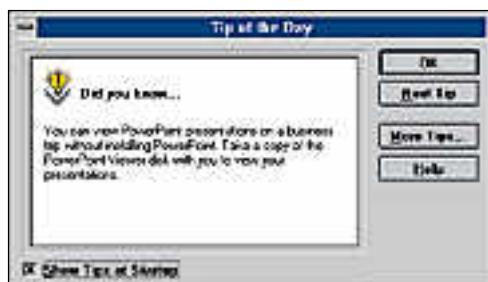 Tip of the Day
Did you know...
You can view PowerPoint presentations on a business
trip without installing PowerPoint. Take a copy of the
PowerPoint Viewer disk with you to view your
presentations.
OK
Next Tip
More Tips...
Help
Show Tips at Startup